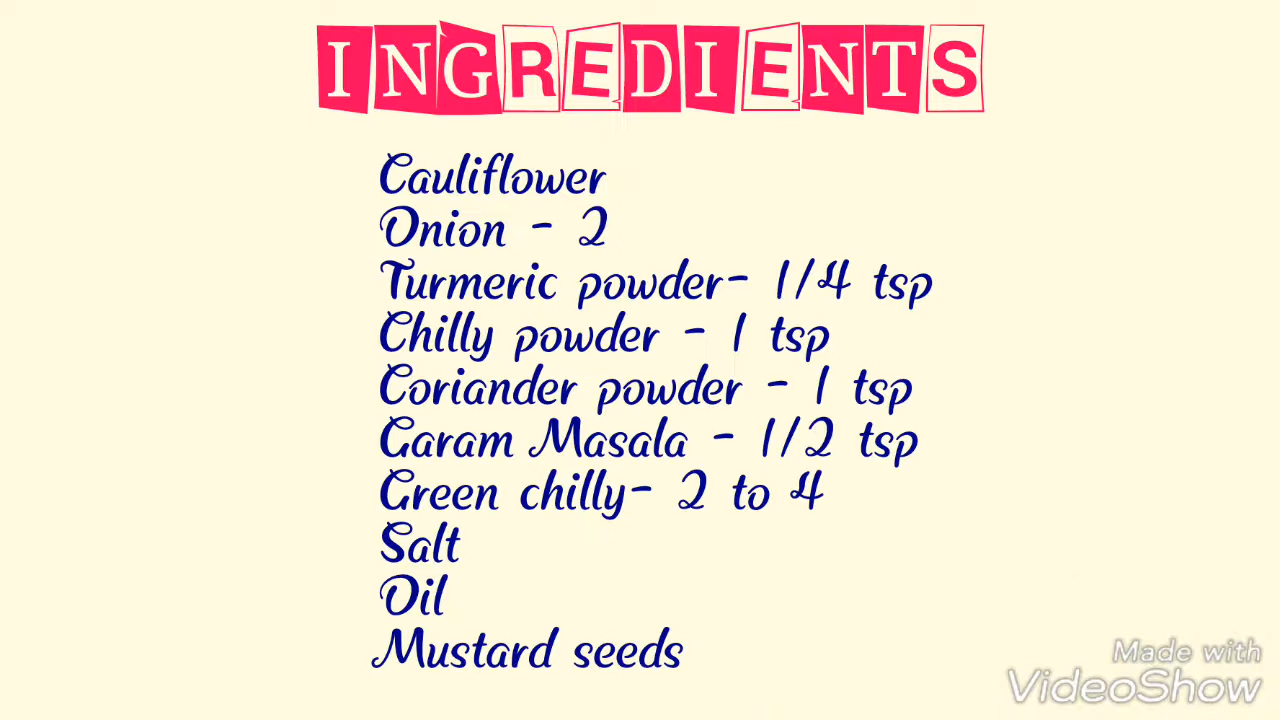 INGREDIENTS
Cauliflower
Onion - 2
Turmeric powder- 1/4 tsp
Chilly powder - 1 tsp
Coriander powder - 1 tsp
Garam Masala - 1/2 tsp
Green chilly- 2 to 4
Salt
Oil
Mustard seeds
Made with
VideoShow